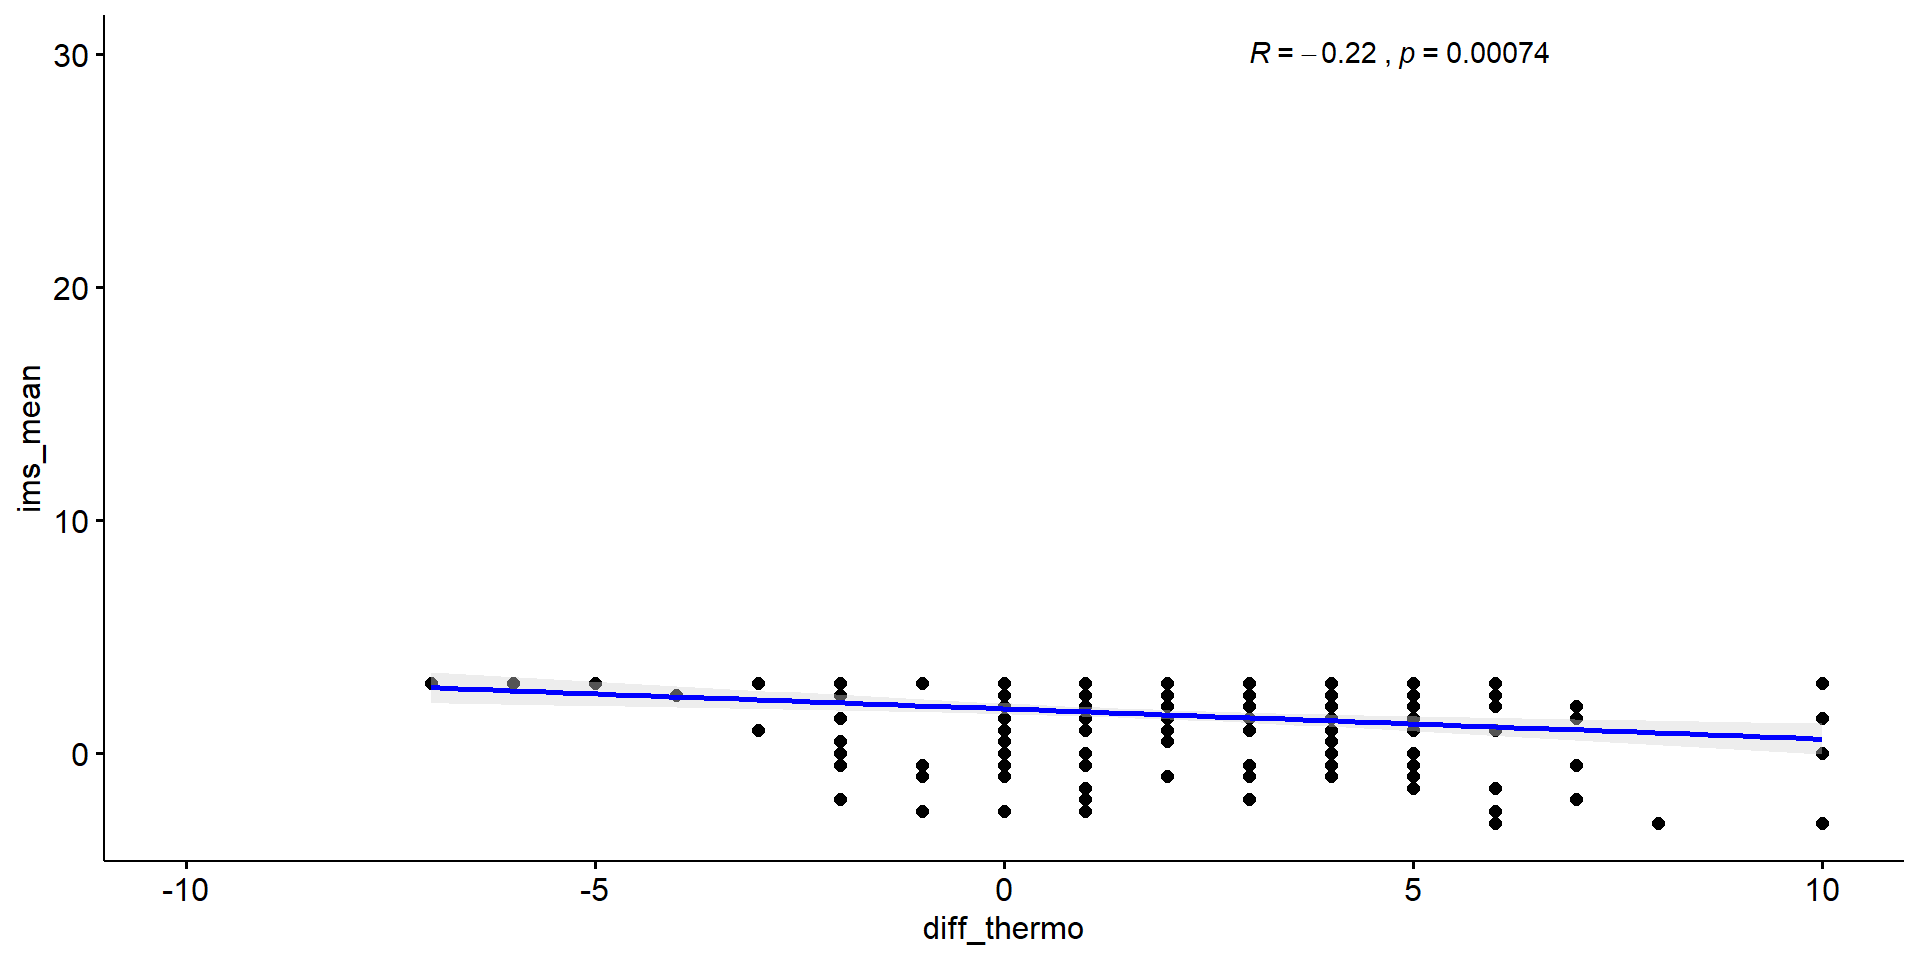 R = −0.22 , p = 0.00074
30
20
10
0
ims_mean
-10 -5 0 5 10
diff_thermo